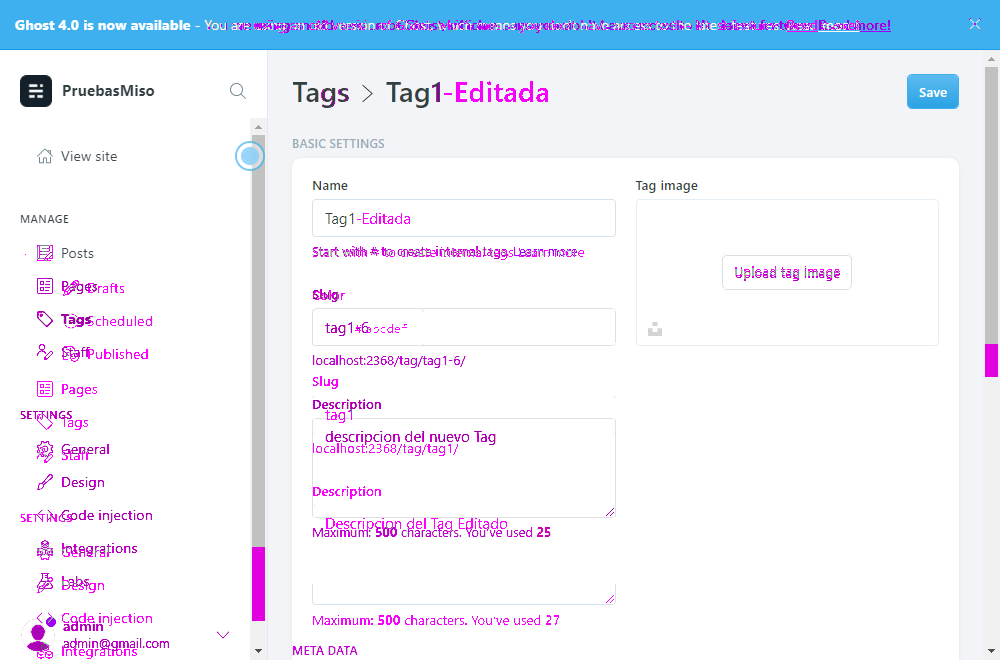 Ghost 4.0 is now available - You are
Read more!
PruebasMiso
View site
MANAGE
Posts
Pages
Drafts
Tags
Scheduled
Staff
Published
Pages
SETTINGS
Tags
General
Staff
Design
SETTINGS
Code injection
Integrations
General
Labs
Design
Code injection
admin
admin@gmail.com
Integrations
Tags > Tag1-Editada
Save
BASIC SETTINGS
Name
Tag1-Editada
Start with # to create internal tags. Learn more
Slug
Color
tag1-6
abcdef
localhost:2368/tag/tag1-6/
Slug
Description
tag1
descripcion del nuevo Tag
localhost:2368/tag/tag1/
Description
Descripcion del Tag Editado
Maximum: 500 characters. You've used 25
Maximum: 500 characters. You've used 27
META DATA
Tag image
Upload tag image